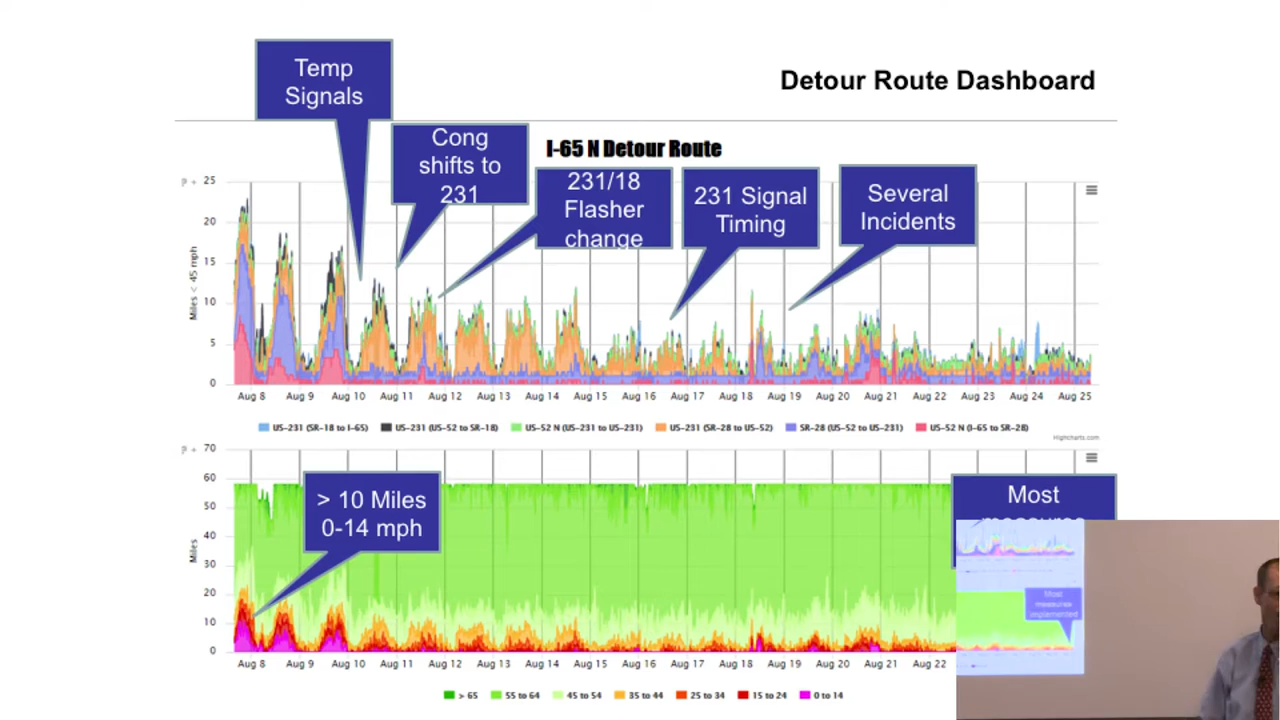 Detour Route Dashboard
Temp
Signals
Cong
shifts to
231
I-65 N Detour Route
231/18
Flasher
change
231 Signal
Timing
Several
Incidents
25
20
15
10
5
0
Miles < 45 mph
Aug 8 Aug 9 Aug 10 Aug 11 Aug 12 Aug 13 Aug 14 Aug 15 Aug 16 Aug 17 Aug 18 Aug 19 Aug 20 Aug 21 Aug 22 Aug 23 Aug 24 Aug 25
US-231 (SR-18 to I-65) US-231 (US-52 to SR-18) US-52 N (US-231 to US-231) US-231 (SR-28 to US-52) SR-28 (US-52 to US-231) US-52 N (I-65 to SR-28)
Highcharts.com
70
60
50
40
30
20
10
0
Miles
> 10 Miles
0-14 mph
Most
measures
Most
measures
implemented
Aug 8 Aug 9 Aug 10 Aug 11 Aug 12 Aug 13 Aug 14 Aug 15 Aug 16 Aug 17 Aug 18 Aug 19 Aug 20 Aug 21 Aug 22
> 65 55 to 64 45 to 54 35 to 44 25 to 34 15 to 24 0 to 14